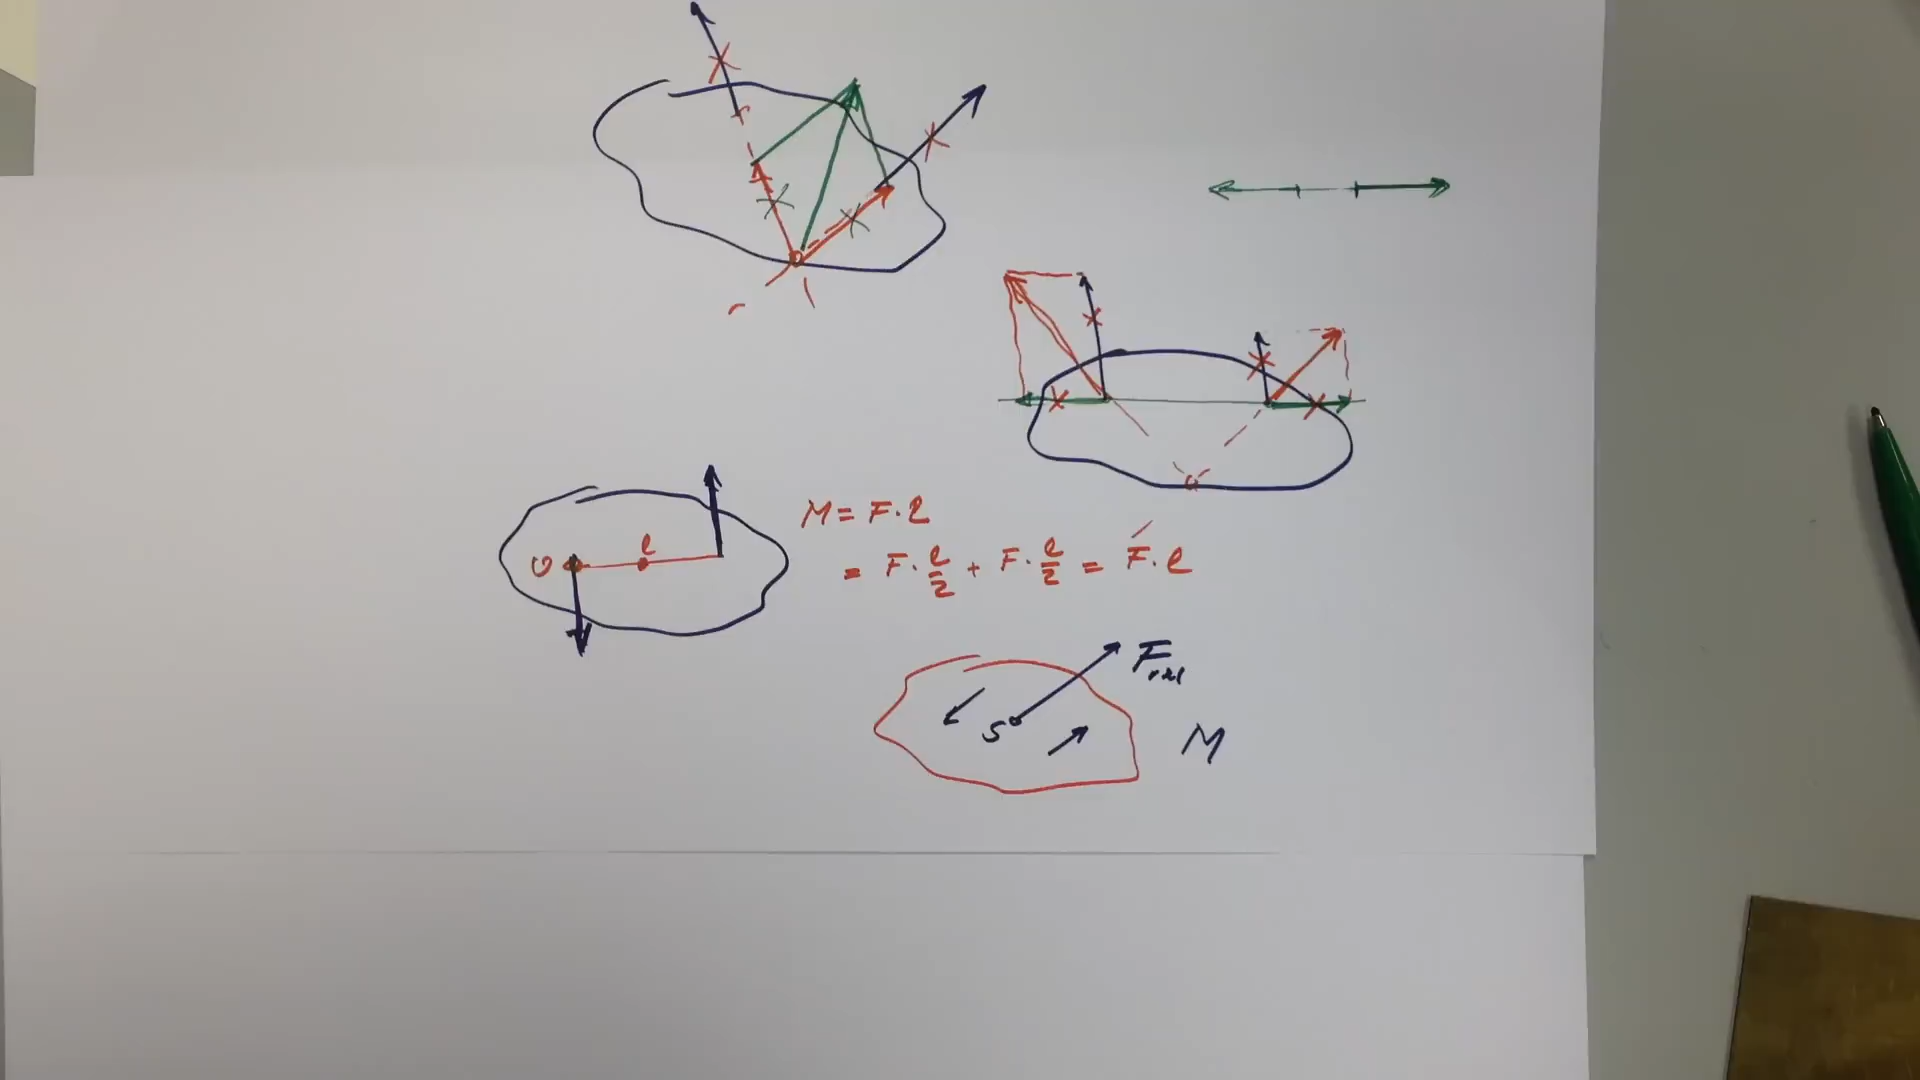 M = F · l
= F · l/2 + F · l/2 = F · l
O l
F
S
M